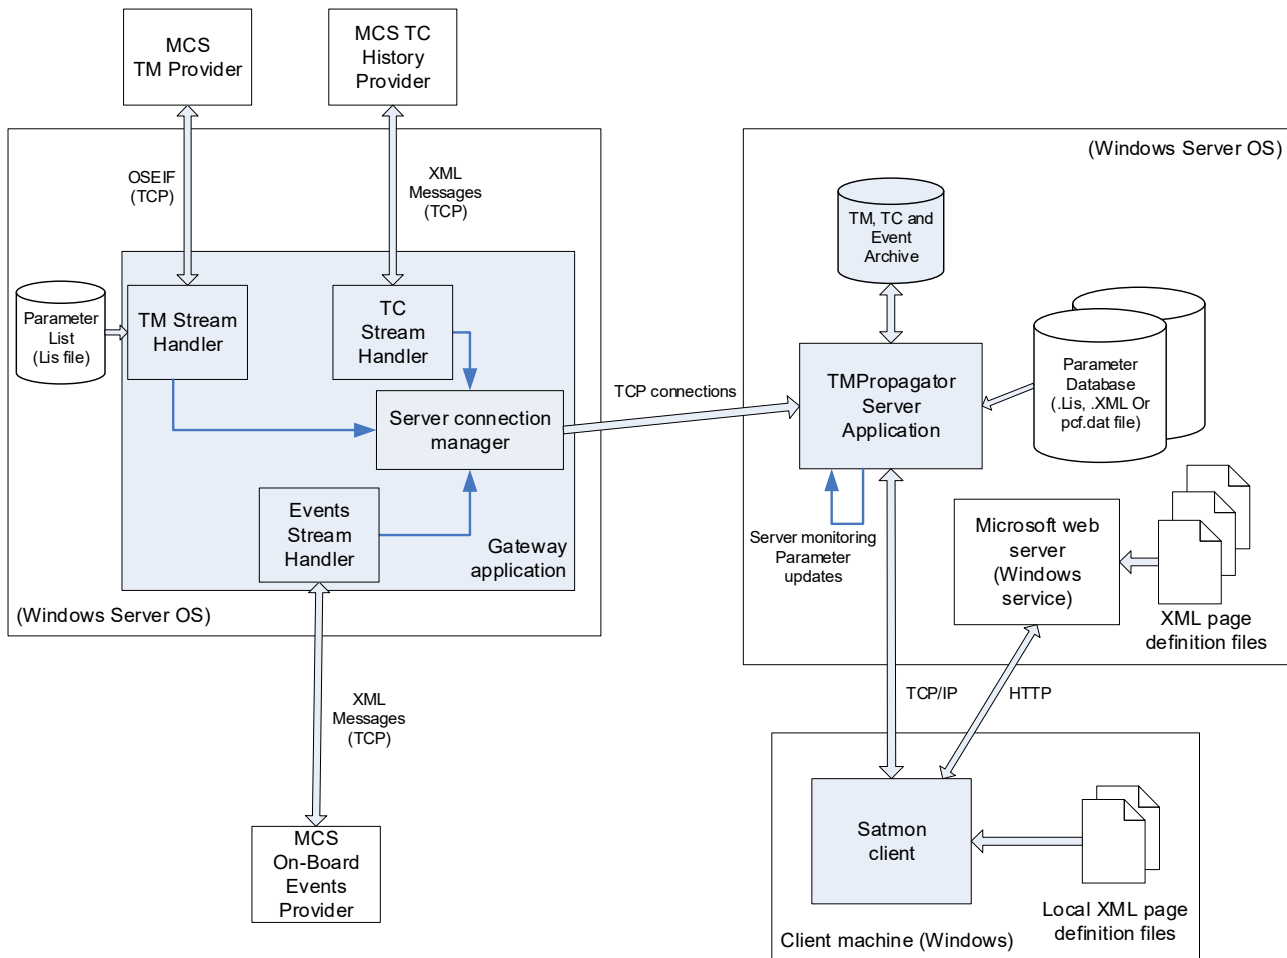 MCS
TM Provider
MCS TC
History
Provider
OSEIF
(TCP)
XML
Messages
(TCP)
Parameter
List
(Lis file)
TM Stream
Handler
TC
Stream
Handler
Server connection
manager
Events
Stream
Handler
Gateway
application
(Windows Server OS)
XML
Messages
(TCP)
MCS
On-Board
Events
Provider
TCP connections
(Windows Server OS)
TM, TC and
Event
Archive
TMPropagator
Server
Application
Parameter
Database
(.Lis, .XML Or
pcf.dat file)
Server monitoring
Parameter
updates
Microsoft web
server
(Windows
service)
XML page
definition files
TCP/IP
HTTP
Satmon
client
Local XML page
definition files
Client machine (Windows)